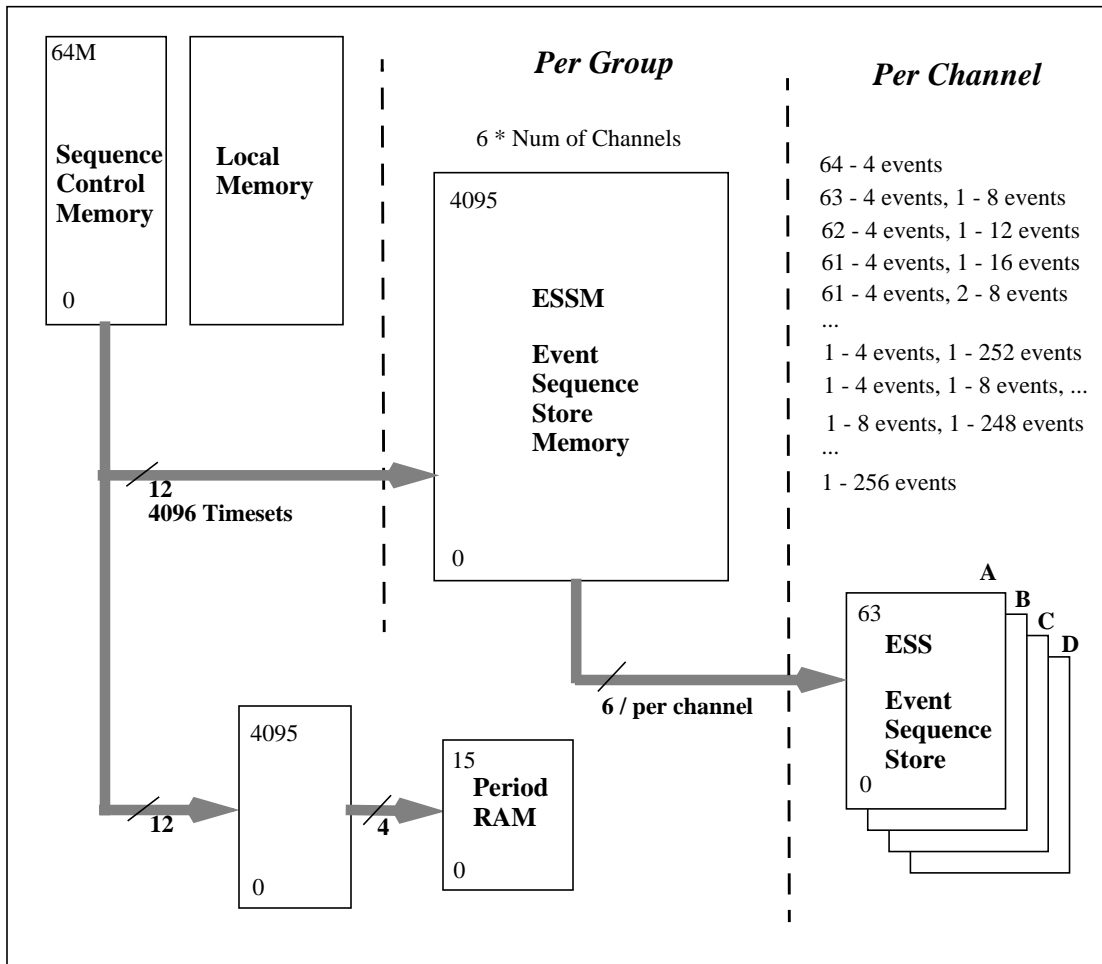 64M
Sequence
Control
Memory
0
Local
Memory
Per Group
6 * Num of Channels
4095
ESSM
Event
Sequence
Store
Memory
0
12
4096 Timesets
6 / per channel
4095
0
12
4
15
Period
RAM
0
Per Channel
64 - 4 events
63 - 4 events, 1 - 8 events
62 - 4 events, 1 - 12 events
61 - 4 events, 1 - 16 events
61 - 4 events, 2 - 8 events
...
1 - 4 events, 1 - 252 events
1 - 4 events, 1 - 8 events, ...
1 - 8 events, 1 - 248 events
...
1 - 256 events
A
B
C
D
63
ESS
Event
Sequence
Store
0